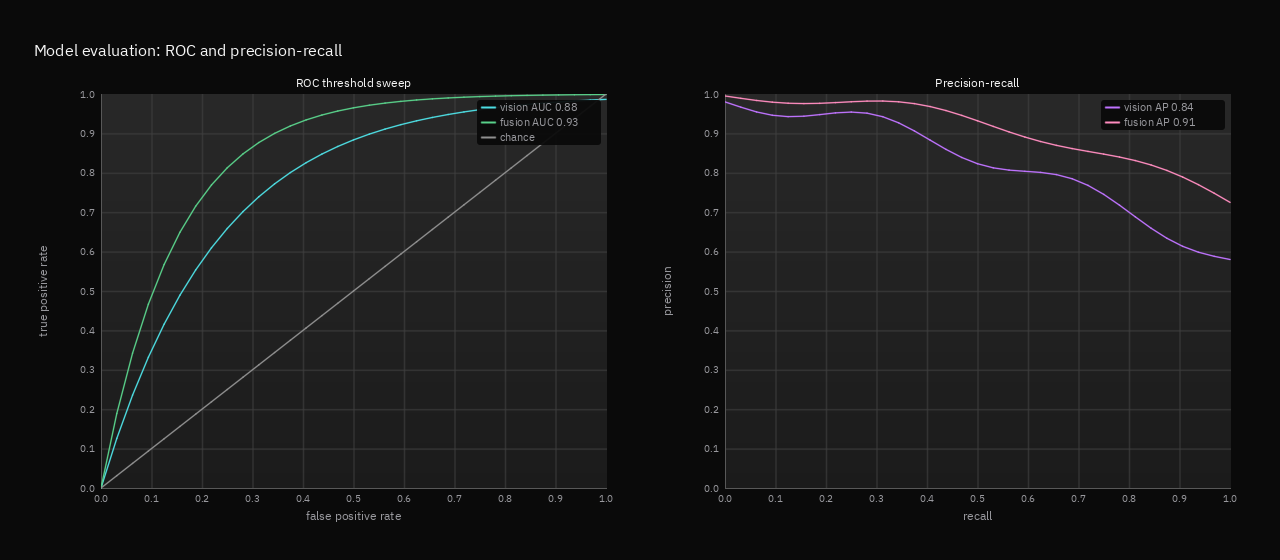 Model evaluation: ROC and precision-recall
ROC threshold sweep
1.0
0.9
0.8
0.7
0.6
0.5
0.4
0.3
0.2
0.1
0.0
0.0 0.1 0.2 0.3 0.4 0.5 0.6 0.7 0.8 0.9 1.0
false positive rate
true positive rate
vision AUC 0.88
fusion AUC 0.93
chance
Precision-recall
1.0
0.9
0.8
0.7
0.6
0.5
0.4
0.3
0.2
0.1
0.0
0.0 0.1 0.2 0.3 0.4 0.5 0.6 0.7 0.8 0.9 1.0
recall
precision
vision AP 0.84
fusion AP 0.91